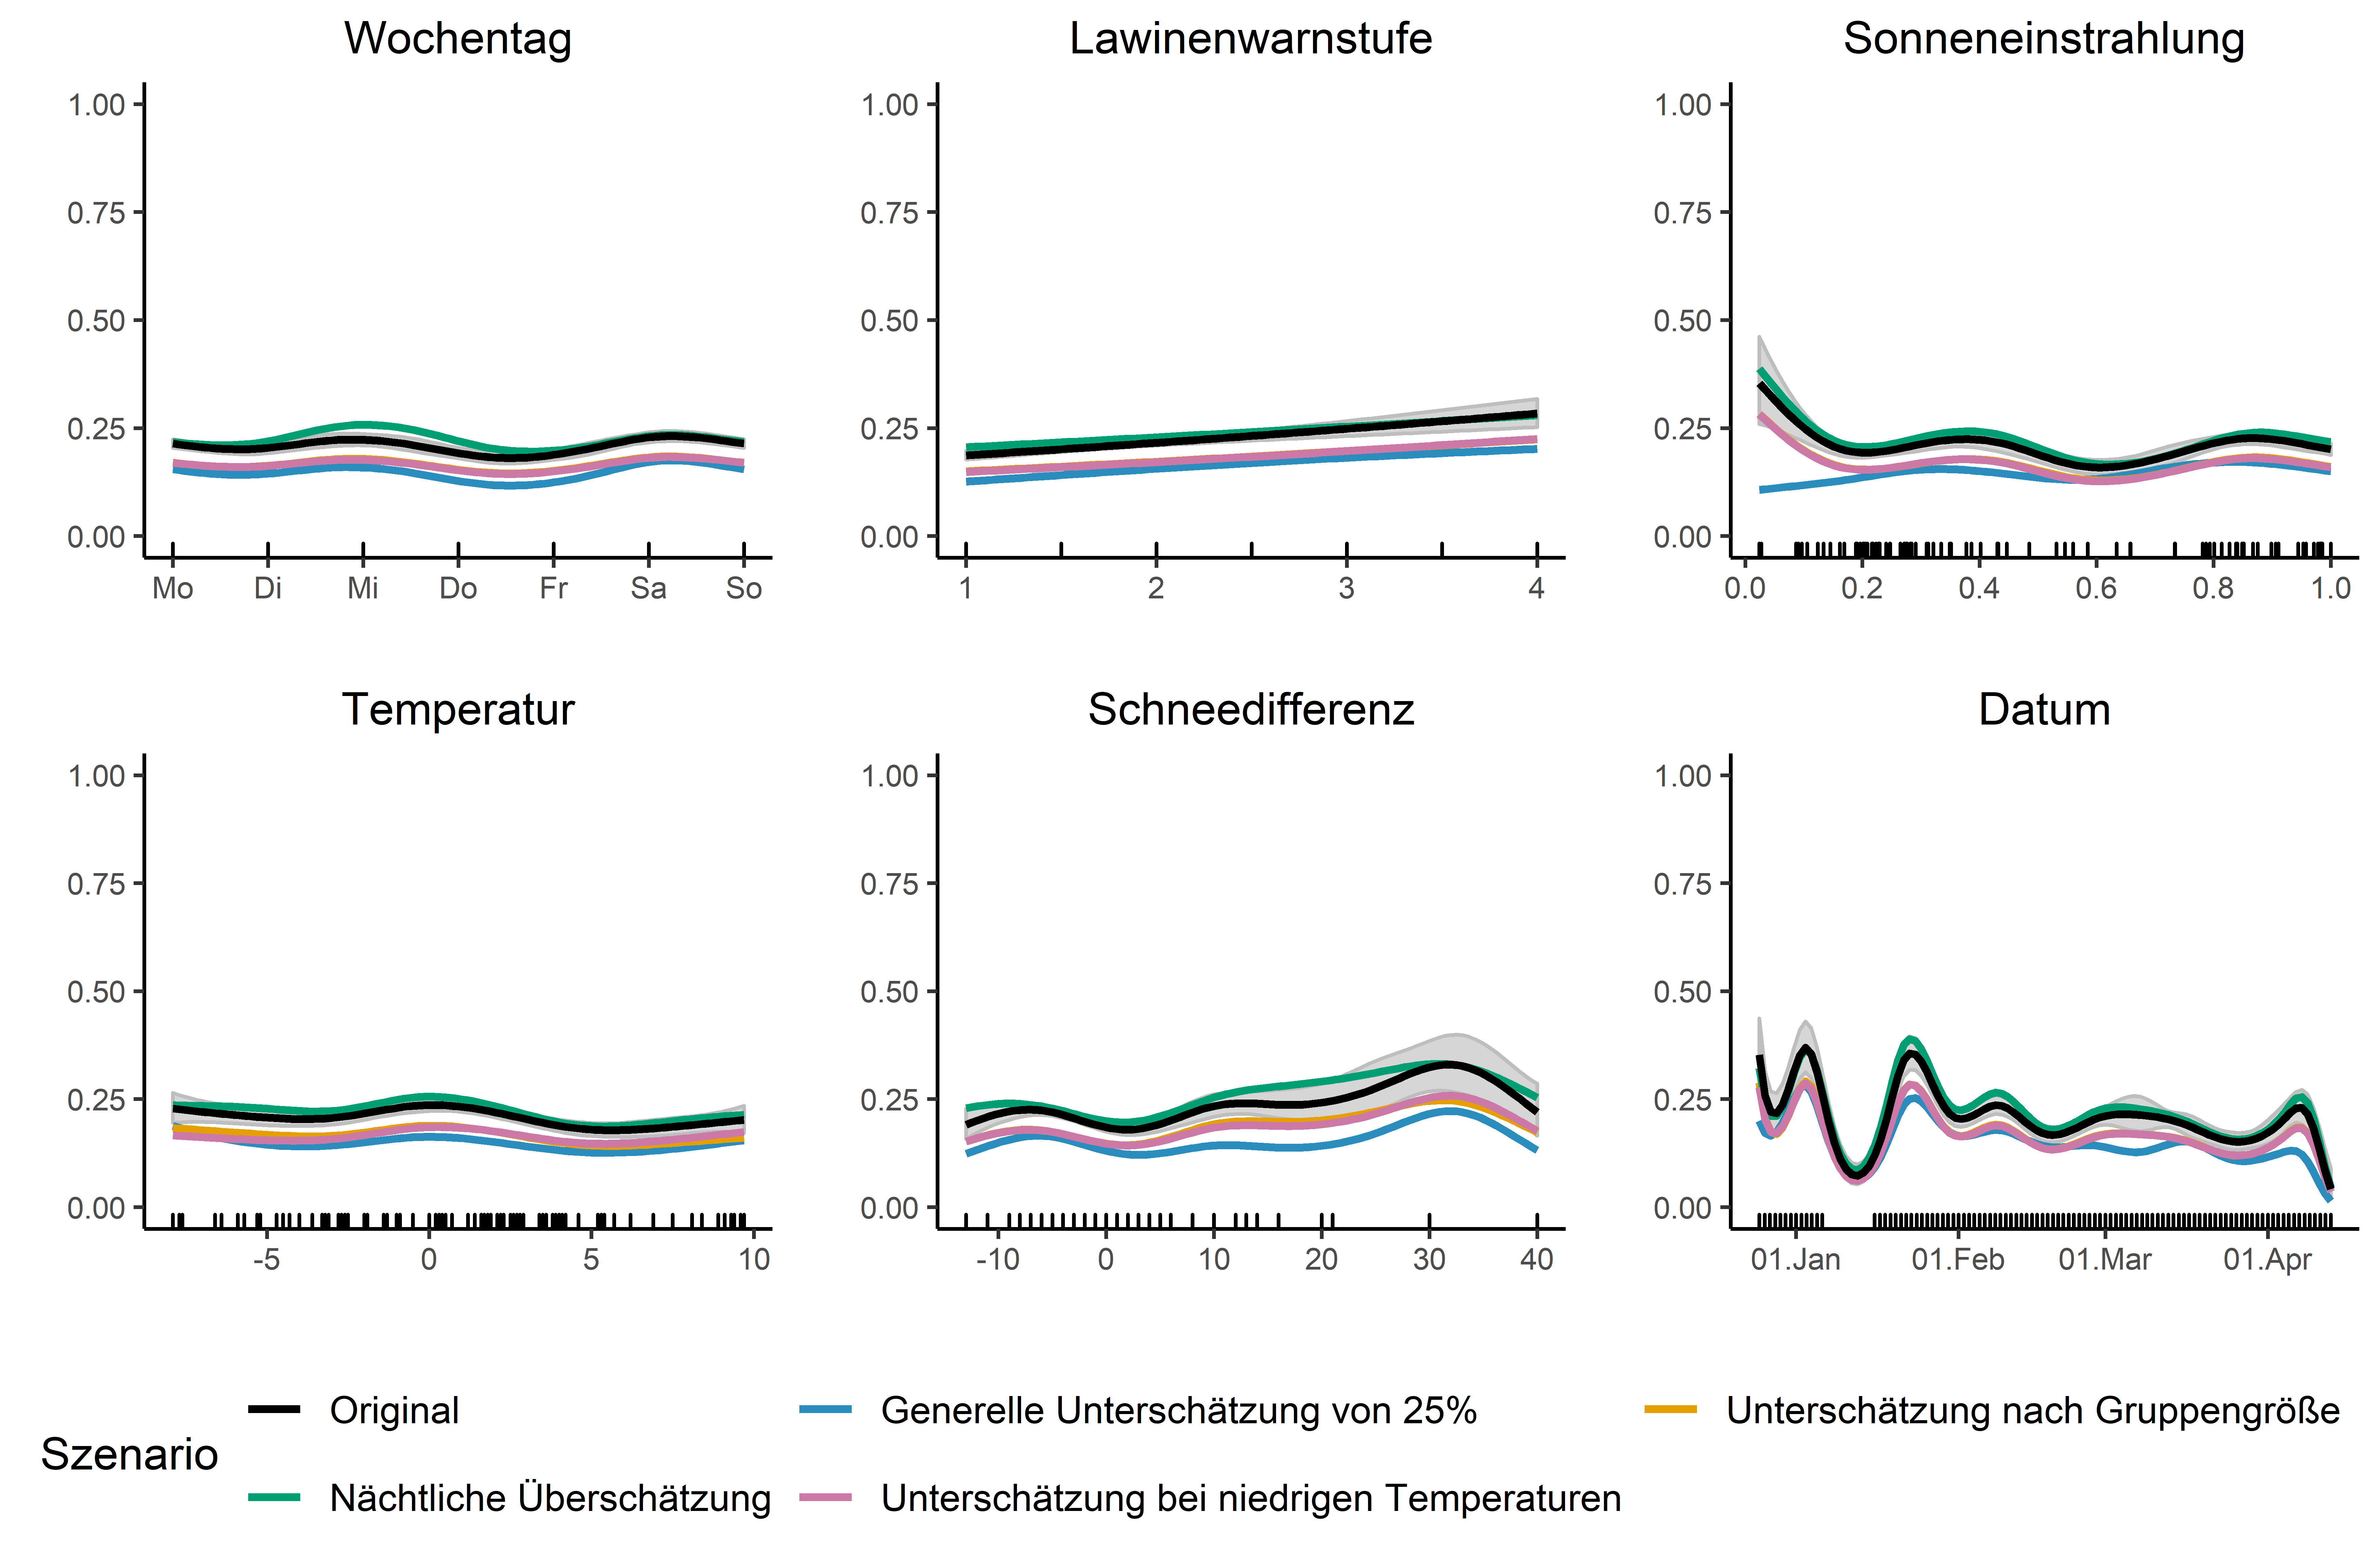 Wochentag
Lawinenwarnstufe
Sonneneinstrahlung
1.00
0.75
0.50
0.25
0.00
Mo Di Mi Do Fr Sa So
1.00
0.75
0.50
0.25
0.00
1 2 3 4
1.00
0.75
0.50
0.25
0.00
0.0 0.2 0.4 0.6 0.8 1.0
Temperatur
Schneedifferenz
Datum
1.00
0.75
0.50
0.25
0.00
-5 0 5 10
1.00
0.75
0.50
0.25
0.00
-10 0 10 20 30 40
1.00
0.75
0.50
0.25
0.00
01.Jan 01.Feb 01.Mar 01.Apr
Szenario
Original
Generelle Unterschätzung von 25%
Unterschätzung nach Gruppengröße
Nächtliche Überschätzung
Unterschätzung bei niedrigen Temperaturen